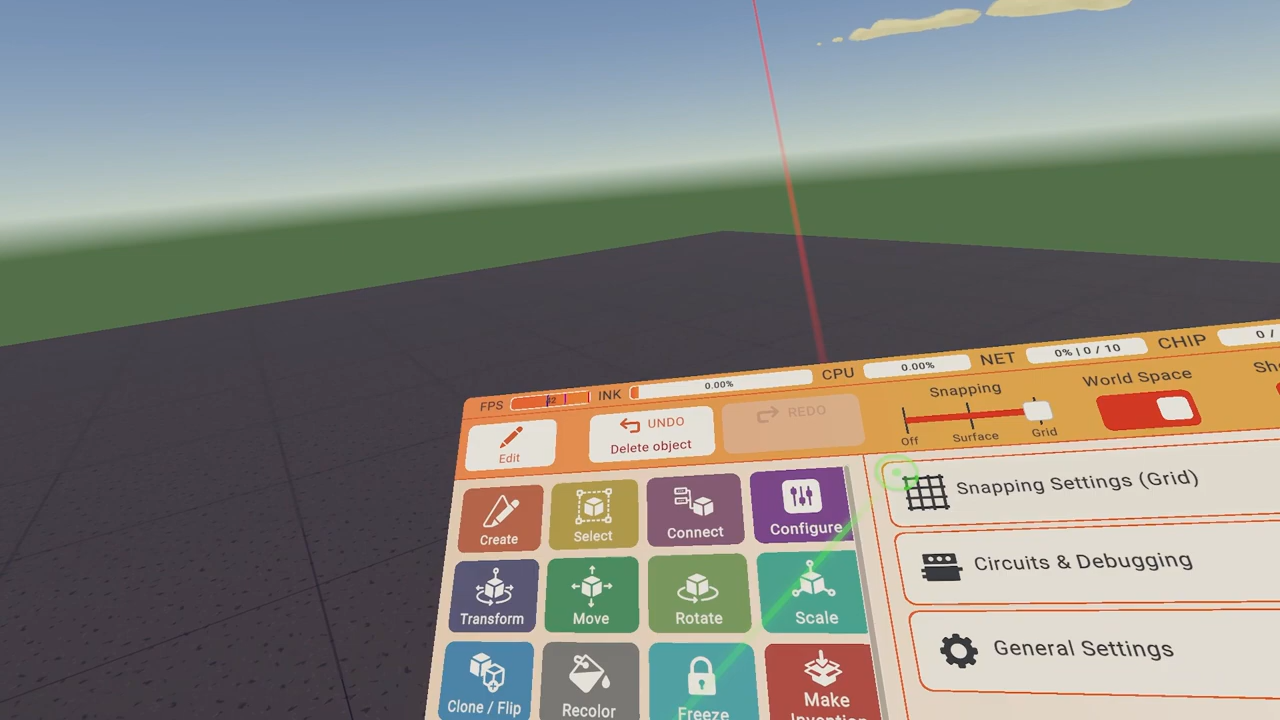 FPS
INK
0.00%
CPU
0.00%
NET
0% | 0 / 10
CHIP
0 /
Edit
UNDO
Delete object
REDO
Snapping
Off
Surface
Grid
World Space
Create
Select
Connect
Configure
Transform
Move
Rotate
Scale
Clone / Flip
Recolor
Freeze
Make
Invention
Snapping Settings (Grid)
Circuits & Debugging
General Settings